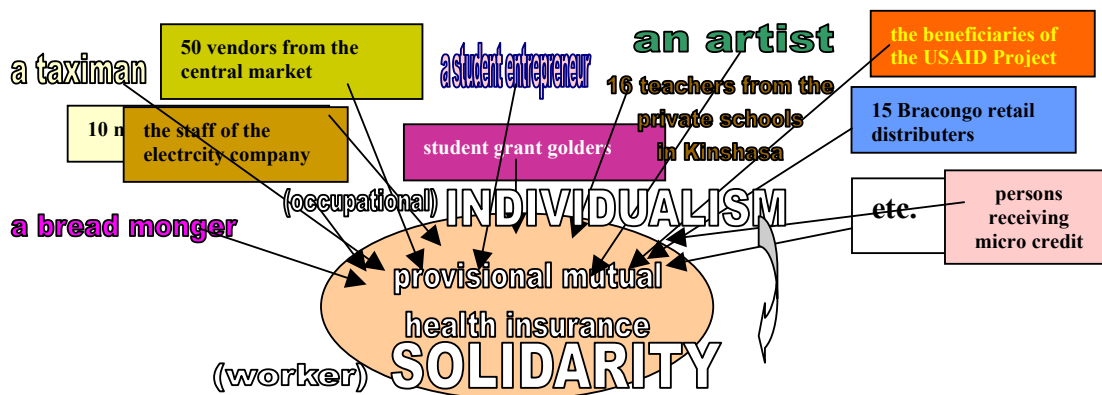 a taximan
50 vendors from the
central market
a student entrepreneur
an artist
the beneficiaries of
the USAID Project
16 teachers from the
private schools
in Kinshasa
15 Bracongo retail
distributers
10
the staff of the
electrcity company
student grant golders
(occupational) INDIVIDUALISM
etc.
persons
receiving
micro credit
a bread monger
provisional mutual
health insurance
(worker) SOLIDARITY